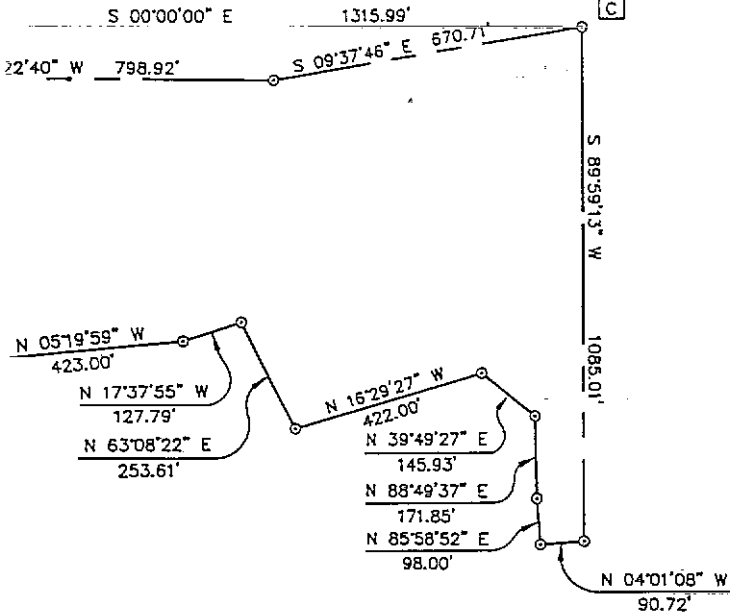 S 00°00'00" E 1315.99'
C
S 09°37'46" E 670.71'
22'40" W 798.92'
S 89°59'13" W 1085.01'
N 05°19'59" W
423.00'
N 17°37'55" W
127.79'
N 63°08'22" E
253.61'
N 16°29'27" W
422.00'
N 39°49'27" E
145.93'
N 88°49'37" E
171.85'
N 85°58'52" E
98.00'
N 04°01'08" W
90.72'